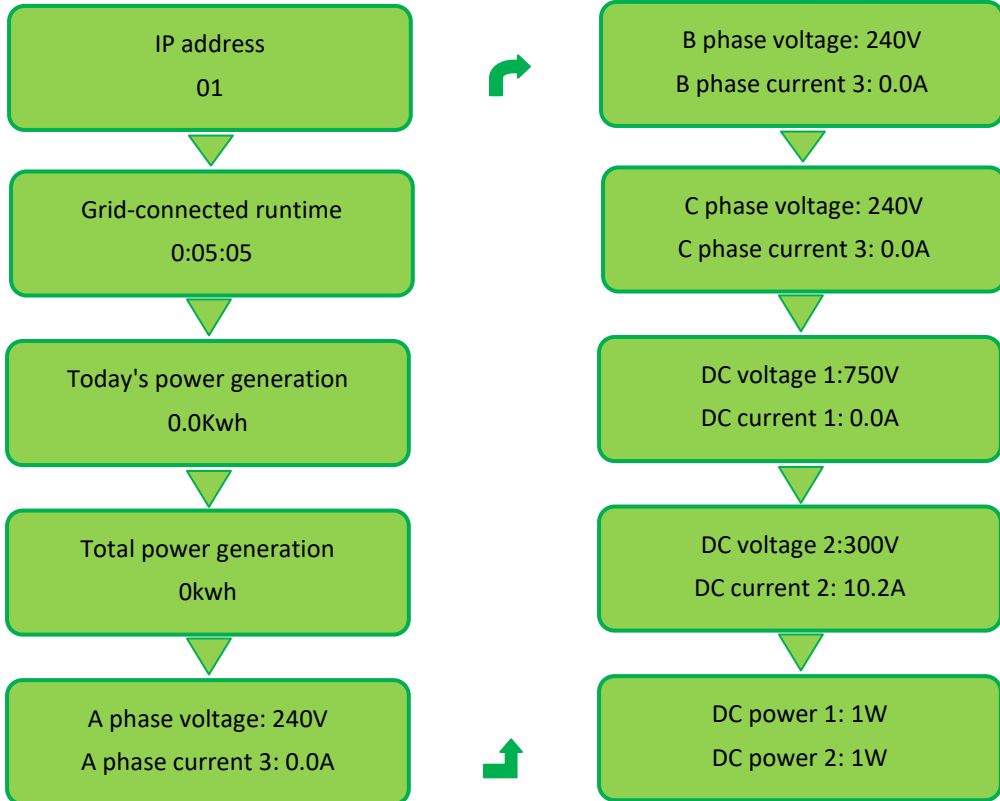 IP address
01
Grid-connected runtime
0:05:05
Today's power generation
0.0Kwh
Total power generation
0kwh
A phase voltage: 240V
A phase current 3: 0.0A
B phase voltage: 240V
B phase current 3: 0.0A
C phase voltage: 240V
C phase current 3: 0.0A
DC voltage 1:750V
DC current 1: 0.0A
DC voltage 2:300V
DC current 2: 10.2A
DC power 1: 1W
DC power 2: 1W